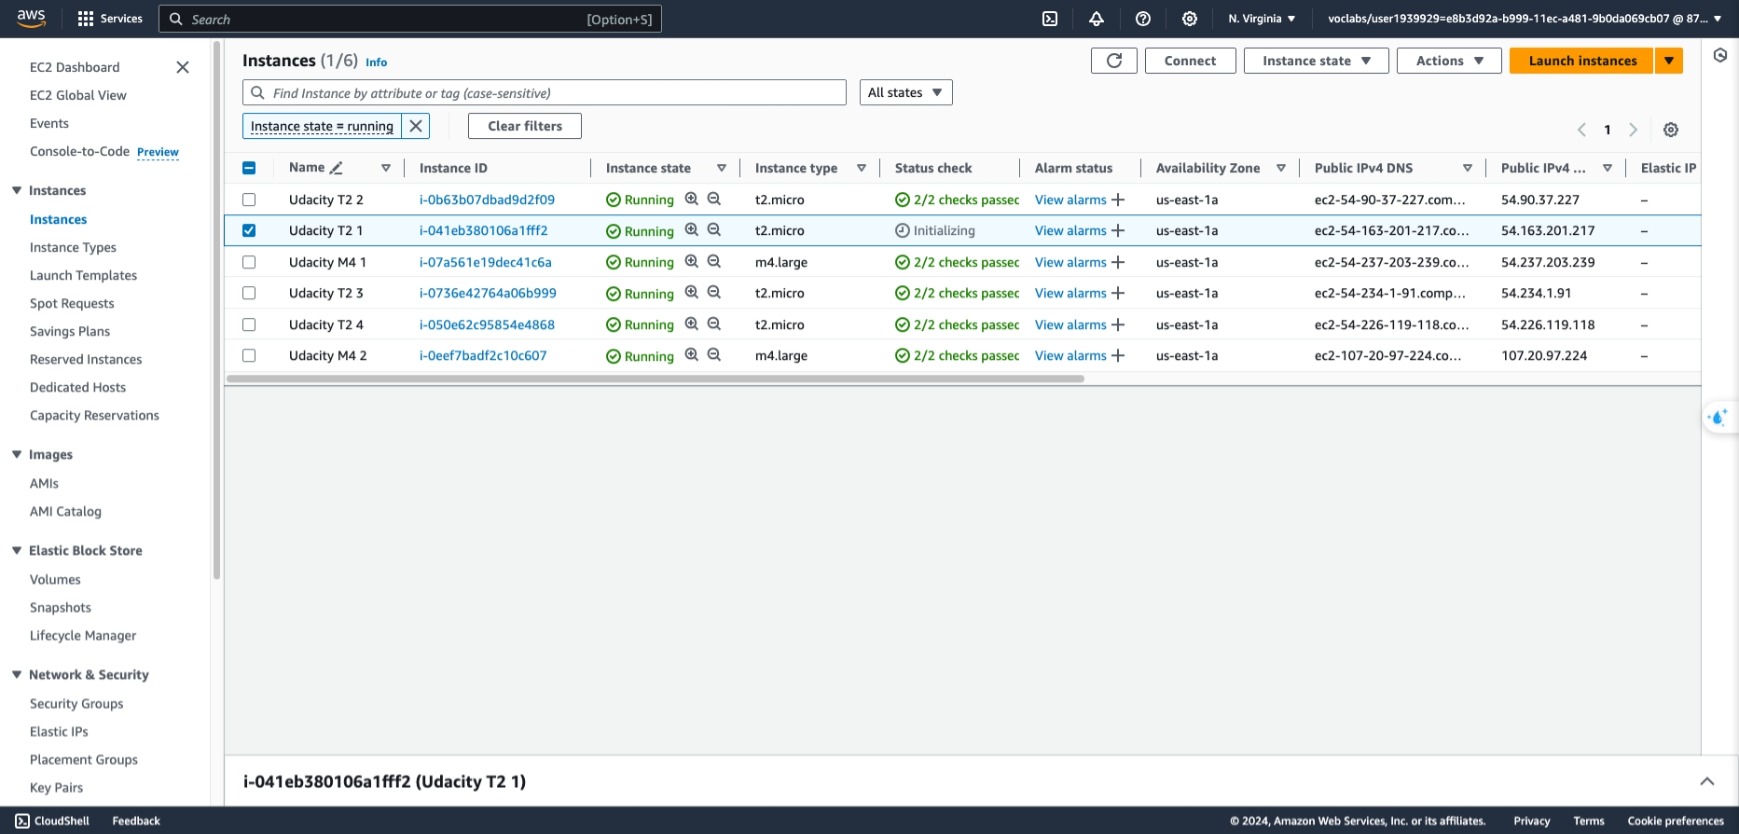 aws Services Search [Option+S] N. Virginia voclabs/user1939929=e8b3d92a-b999-11ec-a481-9b0da069cb07 @ 87...
EC2 Dashboard
EC2 Global View
Events
Console-to-Code Preview
Instances
Instances
Instance Types
Launch Templates
Spot Requests
Savings Plans
Reserved Instances
Dedicated Hosts
Capacity Reservations
Images
AMIs
AMI Catalog
Elastic Block Store
Volumes
Snapshots
Lifecycle Manager
Network & Security
Security Groups
Elastic IPs
Placement Groups
Key Pairs
Instances (1/6) Info Connect Instance state Actions Launch instances
Find Instance by attribute or tag (case-sensitive) All states
Instance state = running Clear filters 1
Name Instance ID Instance state Instance type Status check Alarm status Availability Zone Public IPv4 DNS Public IPv4 ... Elastic IP
Udacity T2 2 i-0b63b07dbad9d2f09 Running t2.micro 2/2 checks passec View alarms + us-east-1a ec2-54-90-37-227.com... 54.90.37.227 –
Udacity T2 1 i-041eb380106a1fff2 Running t2.micro Initializing View alarms + us-east-1a ec2-54-163-201-217.co... 54.163.201.217 –
Udacity M4 1 i-07a561e19dec41c6a Running m4.large 2/2 checks passec View alarms + us-east-1a ec2-54-237-203-239.co... 54.237.203.239 –
Udacity T2 3 i-0736e42764a06b999 Running t2.micro 2/2 checks passec View alarms + us-east-1a ec2-54-234-1-91.comp... 54.234.1.91 –
Udacity T2 4 i-050e62c95854e4868 Running t2.micro 2/2 checks passec View alarms + us-east-1a ec2-54-226-119-118.co... 54.226.119.118 –
Udacity M4 2 i-0eef7badf2c10c607 Running m4.large 2/2 checks passec View alarms + us-east-1a ec2-107-20-97-224.co... 107.20.97.224 –
i-041eb380106a1fff2 (Udacity T2 1)
CloudShell Feedback © 2024, Amazon Web Services, Inc. or its affiliates. Privacy Terms Cookie preferences